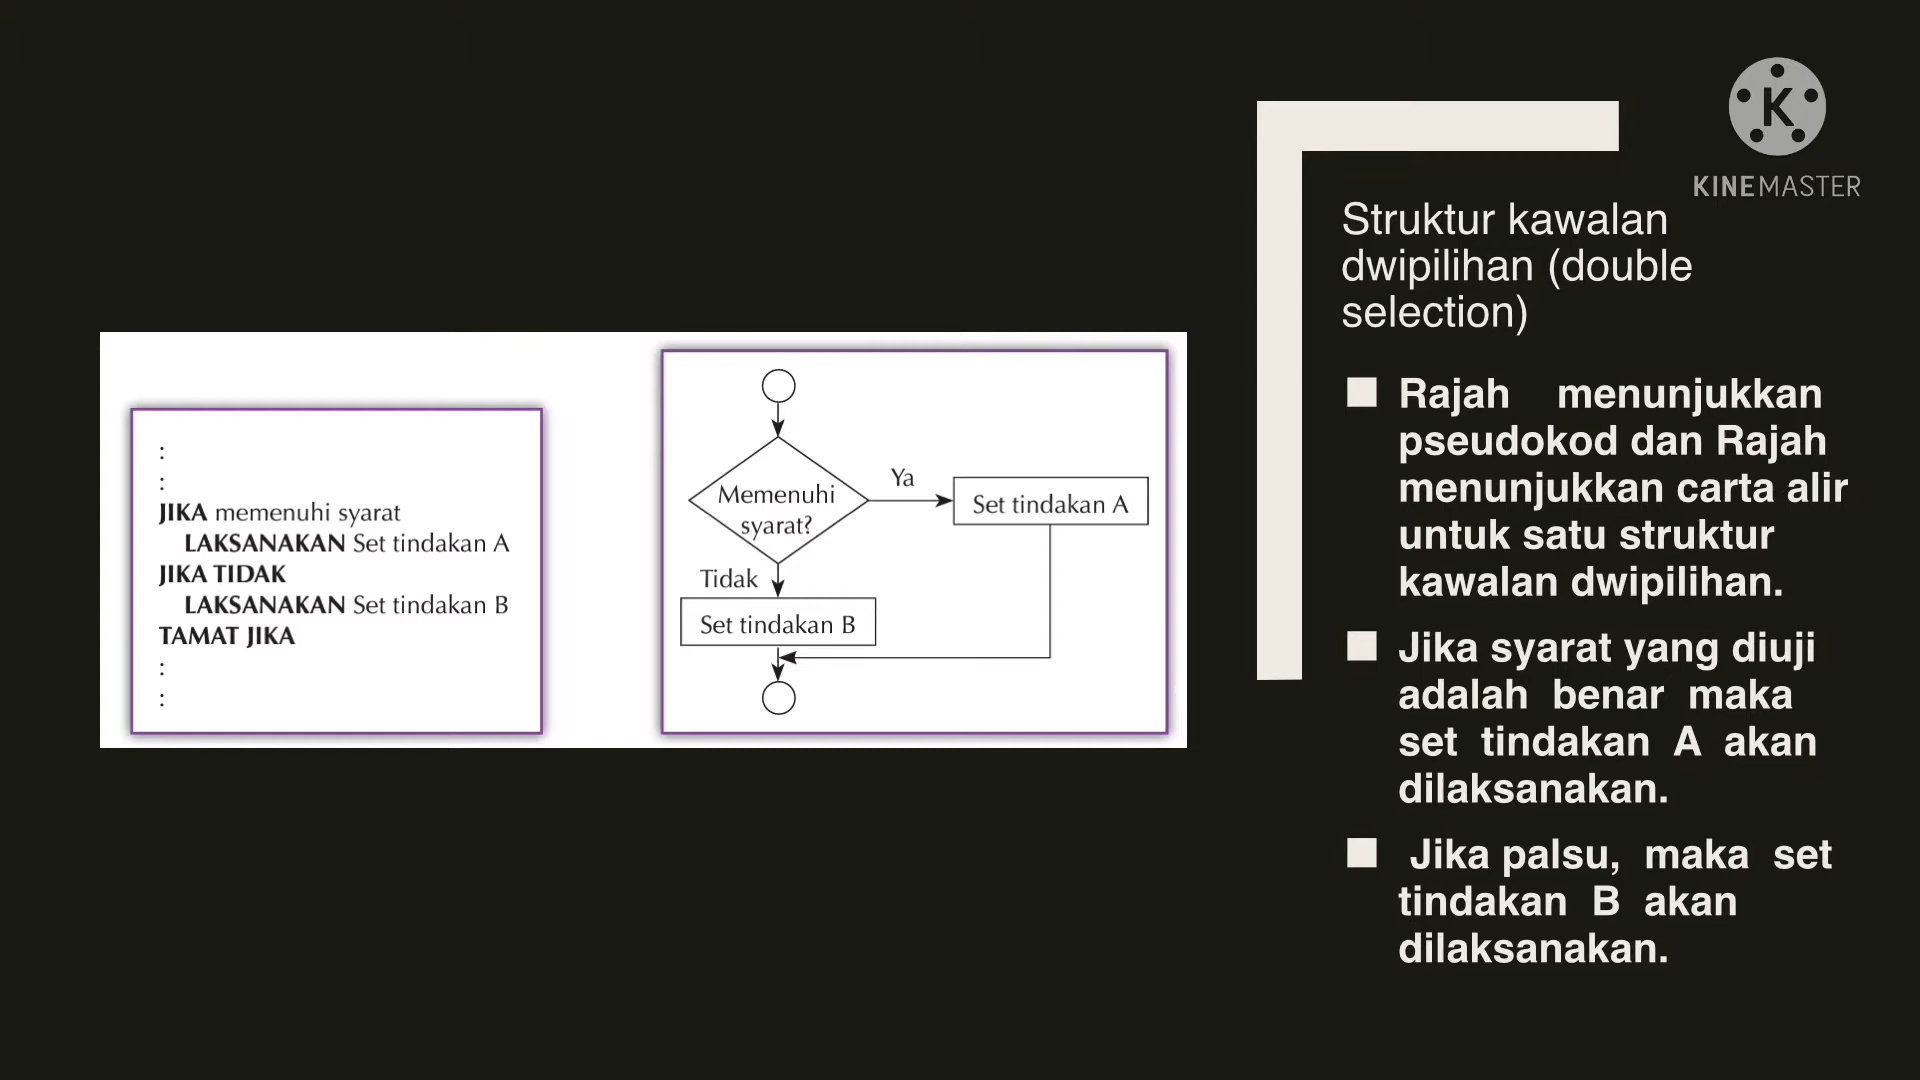 :
:
JIKA memenuhi syarat
LAKSANAKAN Set tindakan A
JIKA TIDAK
LAKSANAKAN Set tindakan B
TAMAT JIKA
:
:
Memenuhi
syarat?
Ya
Set tindakan A
Tidak
Set tindakan B
K
KINEMASTER
Struktur kawalan
dwipilihan (double
selection)
Rajah menunjukkan
pseudokod dan Rajah
menunjukkan carta alir
untuk satu struktur
kawalan dwipilihan.
Jika syarat yang diuji
adalah benar maka
set tindakan A akan
dilaksanakan.
Jika palsu, maka set
tindakan B akan
dilaksanakan.